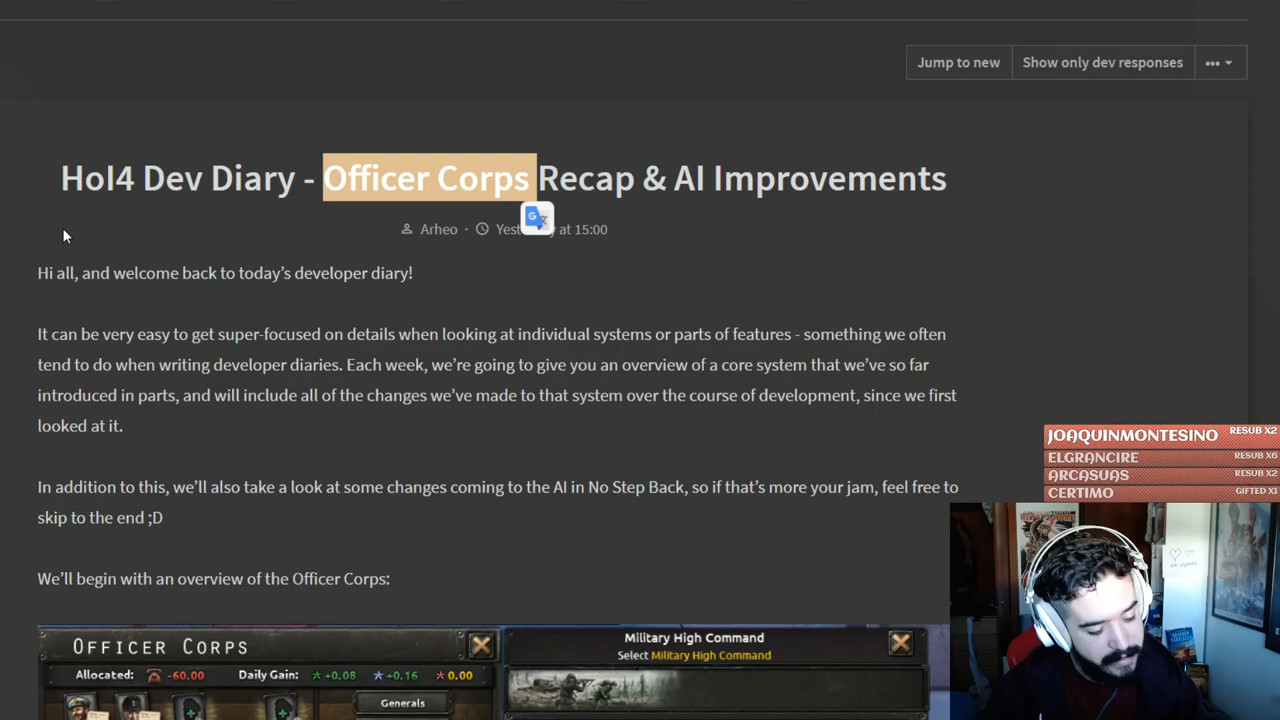 Jump to new
Show only dev responses
HoI4 Dev Diary - Officer Corps Recap & AI Improvements
Arheo · at 15:00
Hi all, and welcome back to today's developer diary!
It can be very easy to get super-focused on details when looking at individual systems or parts of features - something we often
tend to do when writing developer diaries. Each week, we're going to give you an overview of a core system that we've so far
introduced in parts, and will include all of the changes we've made to that system over the course of development, since we first
looked at it.
In addition to this, we'll also take a look at some changes coming to the AI in No Step Back, so if that's more your jam, feel free to
skip to the end ;D
We'll begin with an overview of the Officer Corps:
JOAQUINMONTESINO RESUB X2
ELGRANCIRE RESUB X6
ARCASUAS RESUB X2
CERTIMO GIFTED X1
OFFICER CORPS
Allocated: -60.00 Daily Gain: +0.08 +0.16 0.00
Generals
Military High Command
Select Military High Command